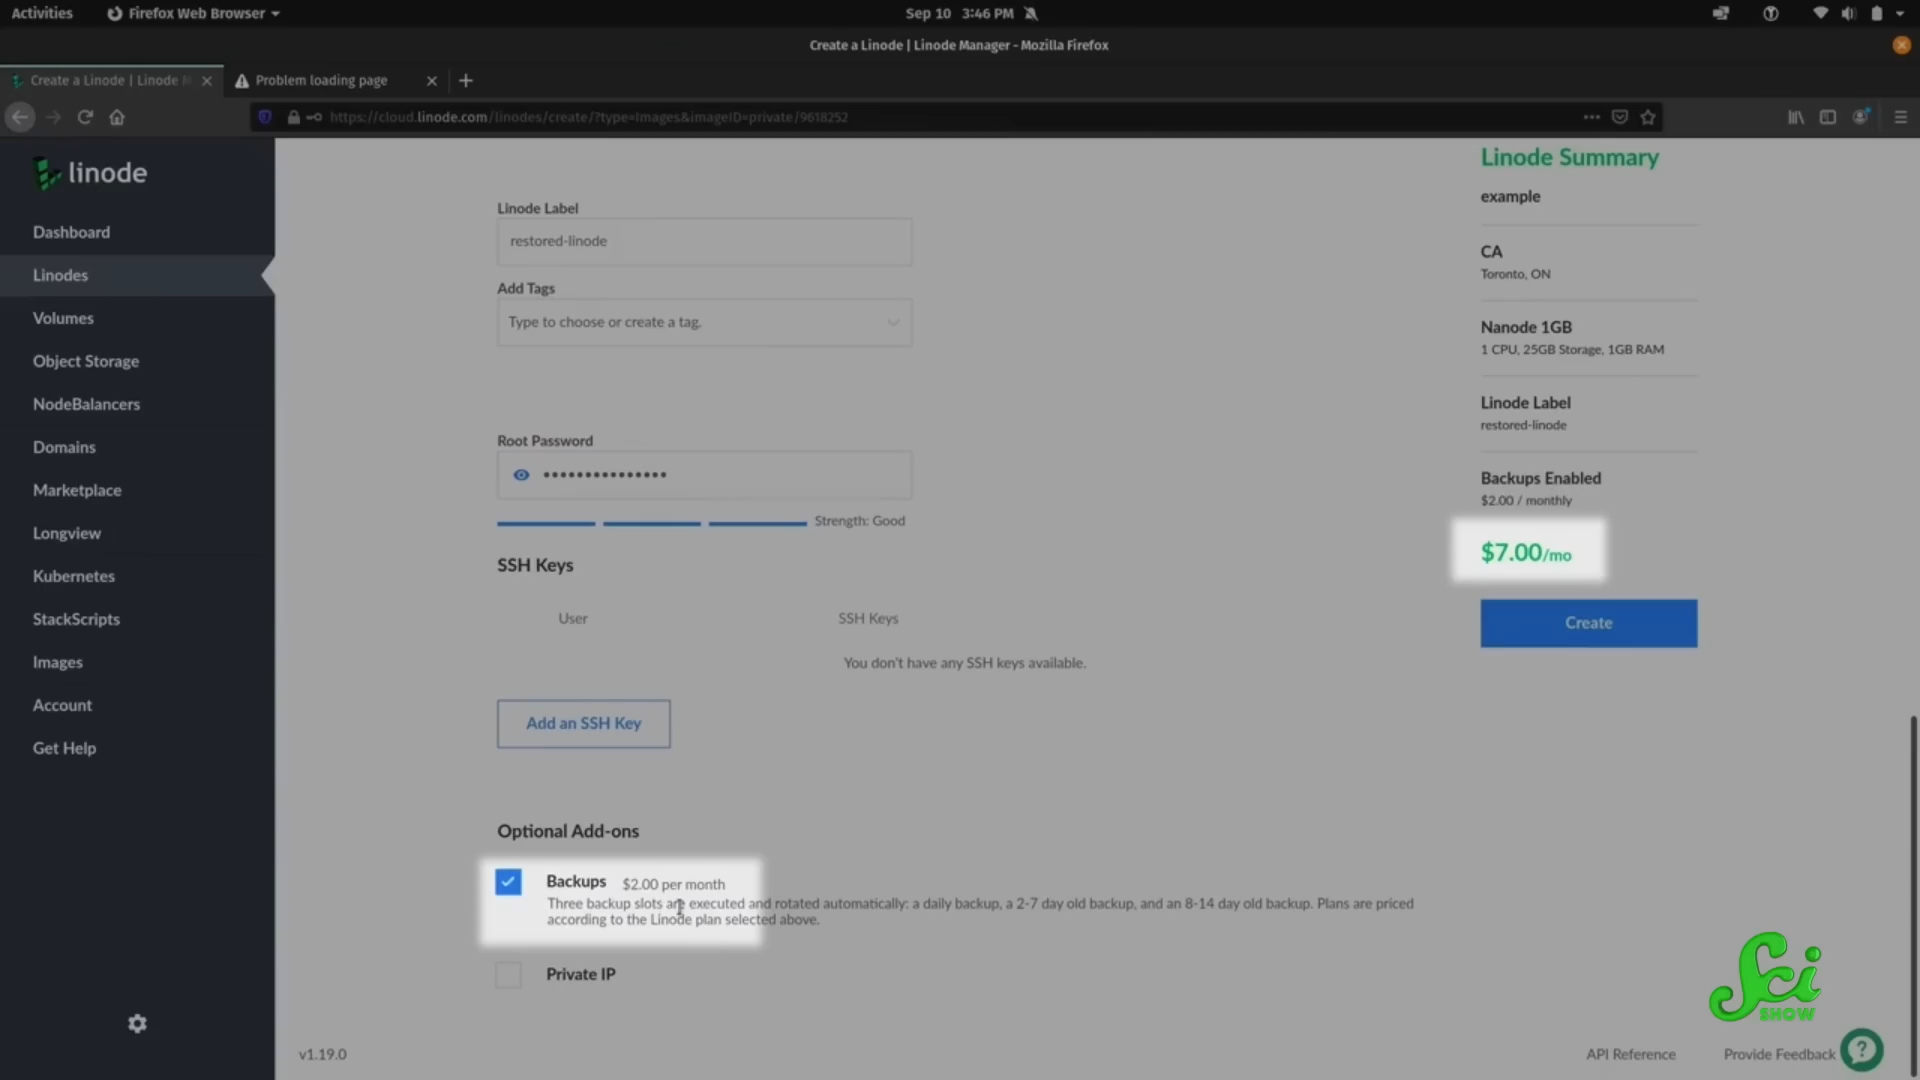 Activities
Firefox Web Browser
Sep 10 3:46 PM
Create a Linode | Linode Manager - Mozilla Firefox
Create a Linode | Linode M
Problem loading page
https://cloud.linode.com/linodes/create/?type=Images&imageID=private/9618252
linode
Dashboard
Linodes
Volumes
Object Storage
NodeBalancers
Domains
Marketplace
Longview
Kubernetes
StackScripts
Images
Account
Get Help
Linode Label
restored-linode
Add Tags
Type to choose or create a tag.
Root Password
Strength: Good
SSH Keys
User
SSH Keys
You don't have any SSH keys available.
Add an SSH Key
Optional Add-ons
Backups $2.00 per month
Three backup slots are executed and rotated automatically: a daily backup, a 2-7 day old backup, and an 8-14 day old backup. Plans are priced
according to the Linode plan selected above.
Private IP
Linode Summary
example
CA
Toronto, ON
Nanode 1GB
1 CPU, 25GB Storage, 1GB RAM
Linode Label
restored-linode
Backups Enabled
$2.00 / monthly
$7.00/mo
Create
Sci
SHOW
v1.19.0
API Reference
Provide Feedback